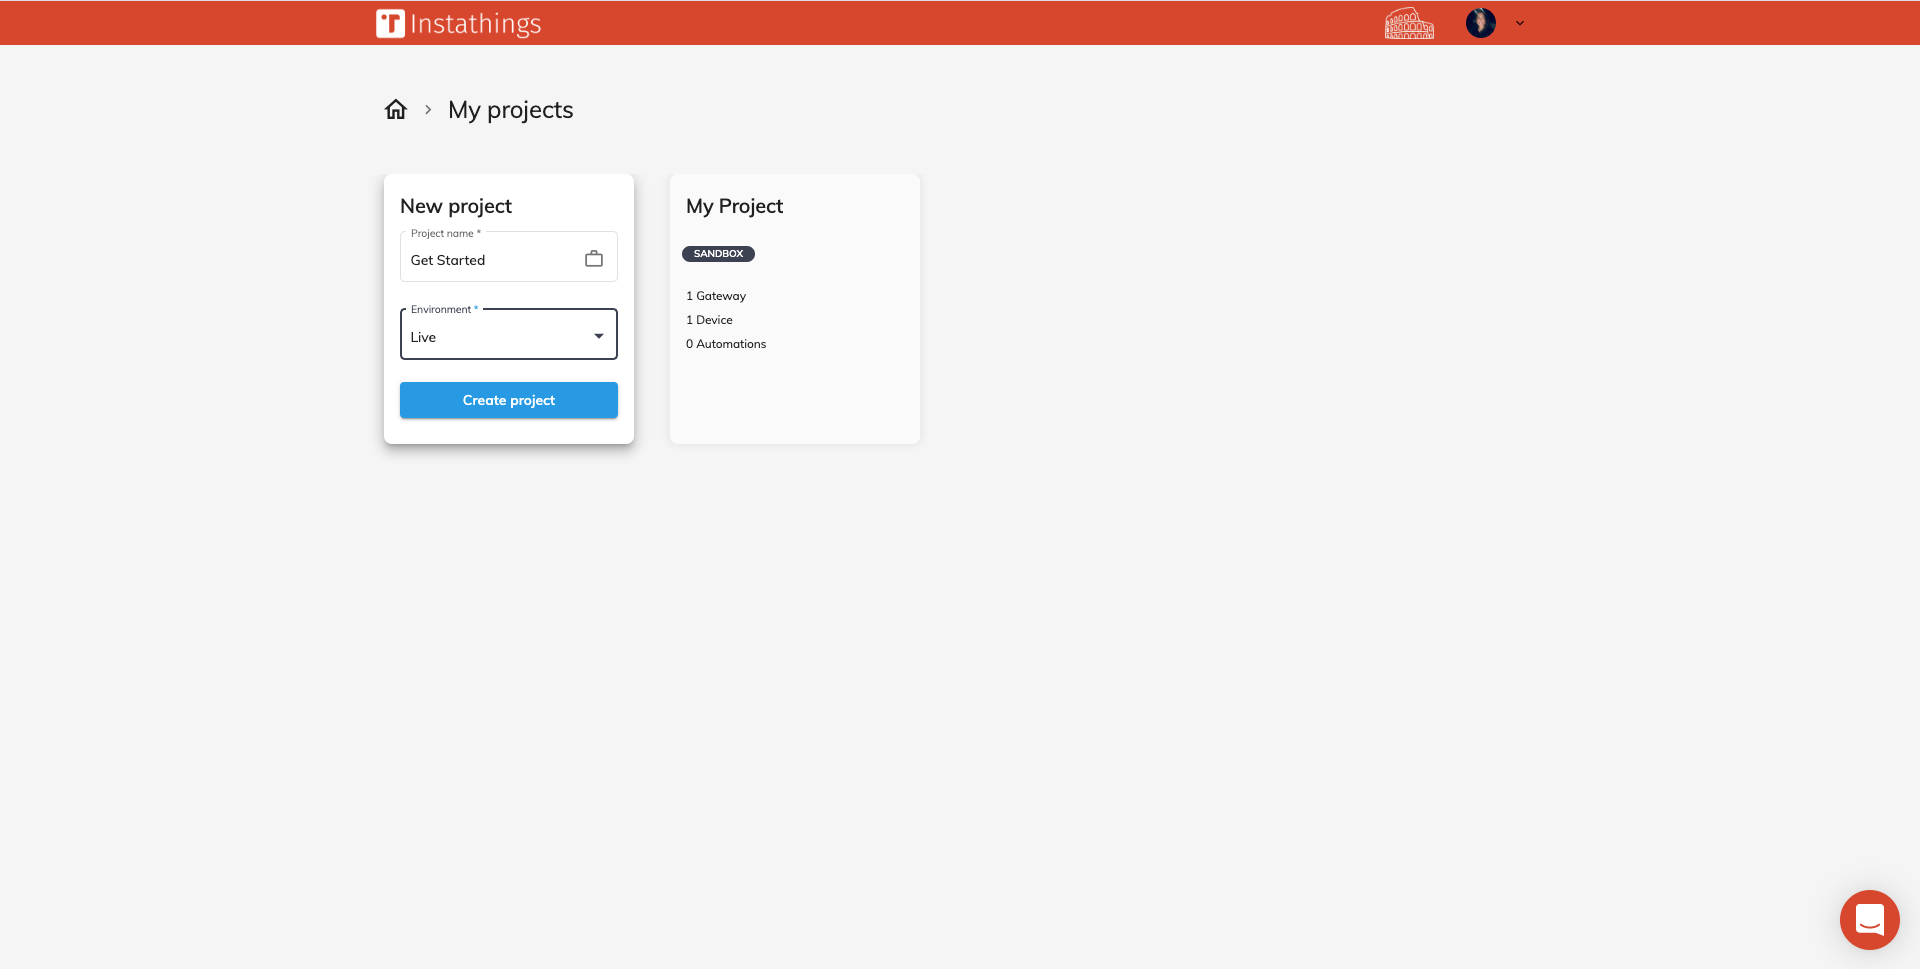 Instathings
My projects
New project
Project name *
Get Started
Environment *
Live
Create project
My Project
SANDBOX
1 Gateway
1 Device
0 Automations